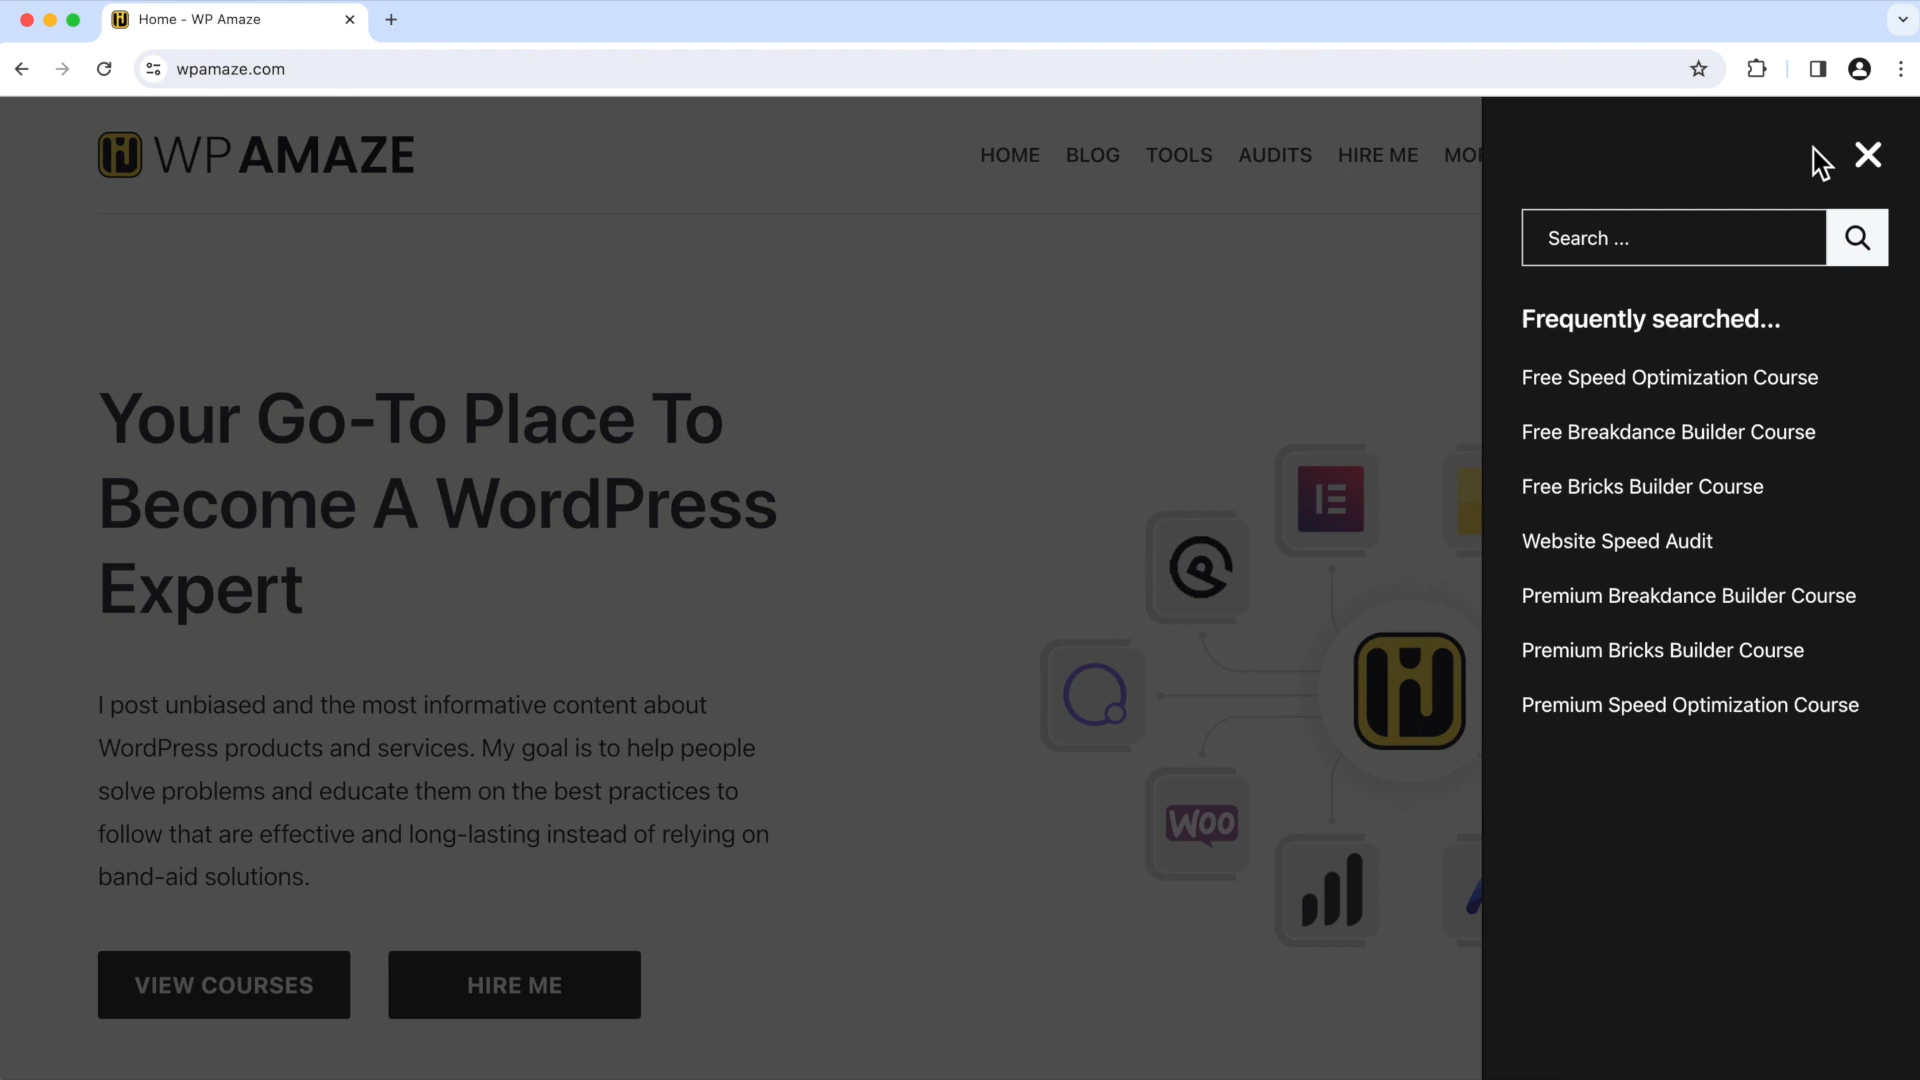 Home - WP Amaze
wpamaze.com
WP AMAZE
HOME BLOG TOOLS AUDITS HIRE ME MOR
Search ...
Frequently searched...
Free Speed Optimization Course
Free Breakdance Builder Course
Free Bricks Builder Course
Website Speed Audit
Premium Breakdance Builder Course
Premium Bricks Builder Course
Premium Speed Optimization Course
Your Go-To Place To
Become A WordPress
Expert
I post unbiased and the most informative content about
WordPress products and services. My goal is to help people
solve problems and educate them on the best practices to
follow that are effective and long-lasting instead of relying on
band-aid solutions.
VIEW COURSES
HIRE ME
Woo